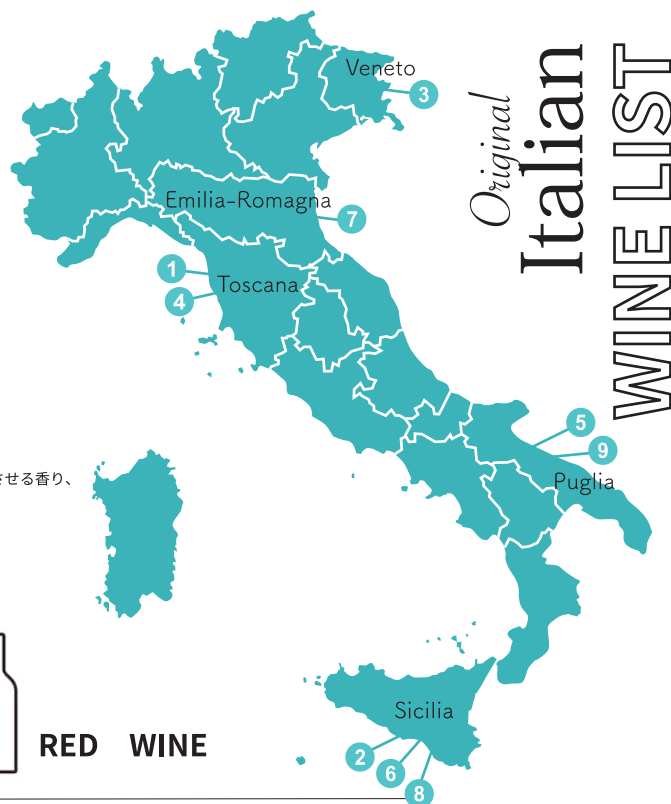 Original
Italian
WINE LIST
Veneto
3
Emilia-Romagna
7
1
Toscana
4
5
9
Puglia
させる香り、
Sicilia
2
6
8
RED WINE